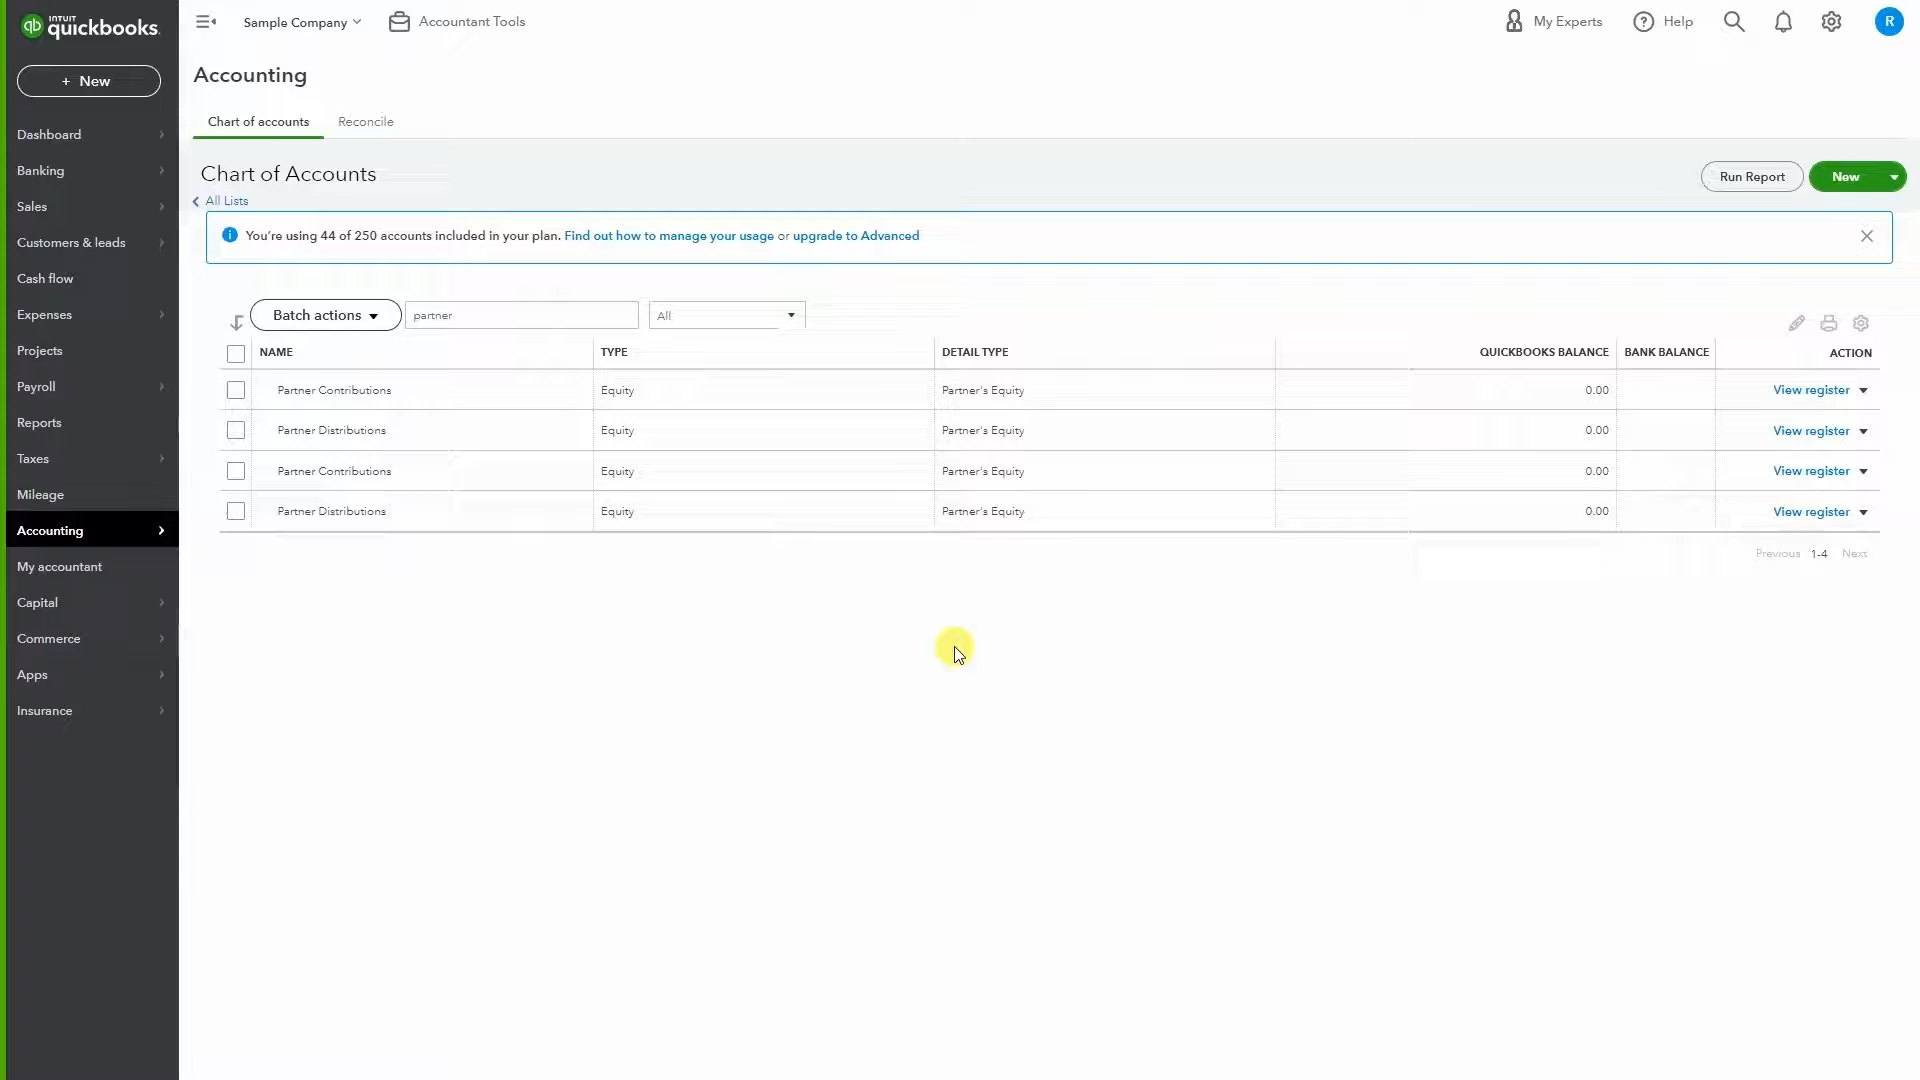 INTUIT
quickbooks
Sample Company
Accountant Tools
My Experts
Help
R
+ New
Dashboard
Banking
Sales
Customers & leads
Cash flow
Expenses
Projects
Payroll
Reports
Taxes
Mileage
Accounting
My accountant
Capital
Commerce
Apps
Insurance
Accounting
Chart of accounts
Reconcile
Chart of Accounts
All Lists
Run Report
New
You're using 44 of 250 accounts included in your plan. Find out how to manage your usage or upgrade to Advanced
Batch actions
partner
All
NAME TYPE DETAIL TYPE QUICKBOOKS BALANCE BANK BALANCE ACTION
Partner Contributions Equity Partner's Equity 0.00 View register
Partner Distributions Equity Partner's Equity 0.00 View register
Partner Contributions Equity Partner's Equity 0.00 View register
Partner Distributions Equity Partner's Equity 0.00 View register
Previous 1-4 Next